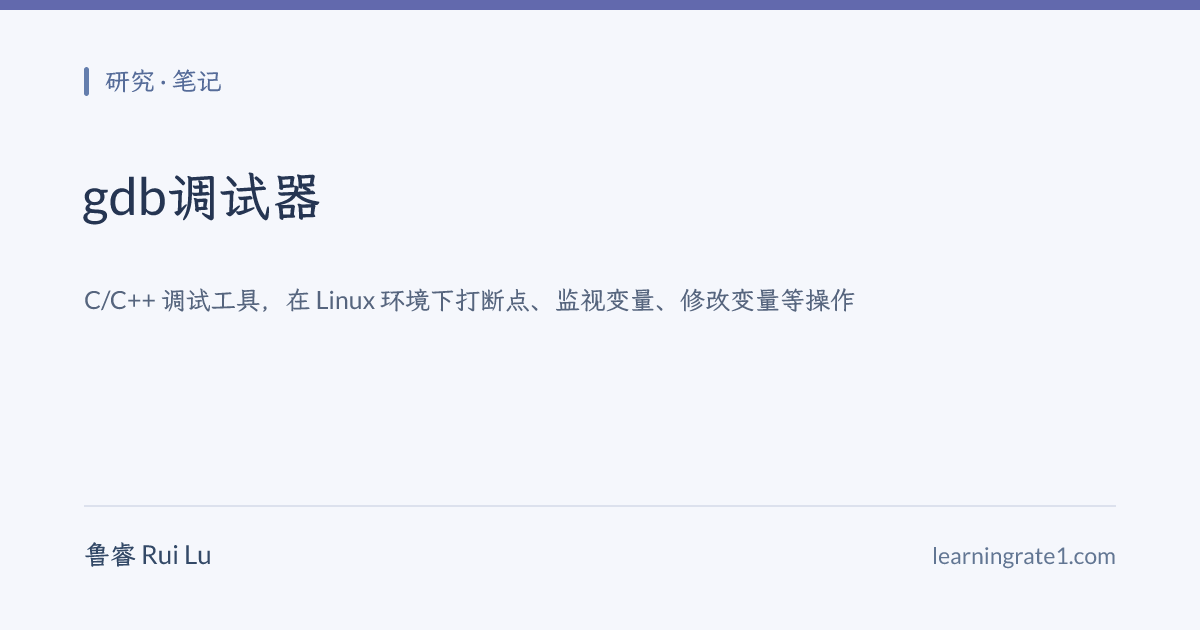 研究 · 笔记
gdb调试器
C/C++ 调试工具，在 Linux 环境下打断点、监视变量、修改变量等操作
鲁睿 Rui Lu
learningrate1.com